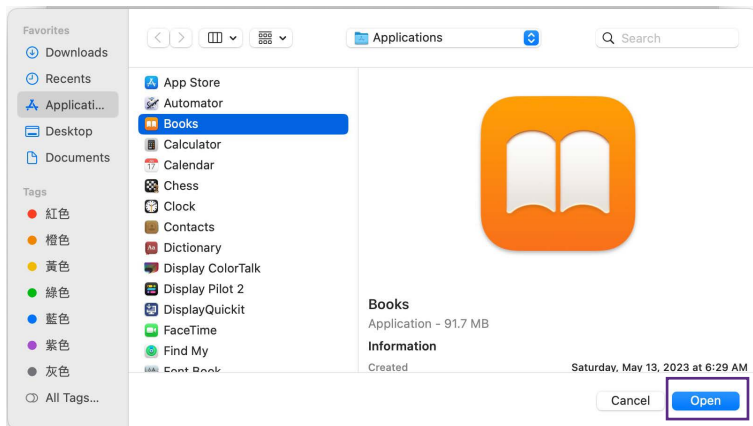 Favorites
Downloads
Recents
Applicati...
Desktop
Documents
Tags
紅色
橙色
黃色
綠色
藍色
紫色
灰色
All Tags...
Applications
Search
App Store
Automator
Books
Calculator
Calendar
Chess
Clock
Contacts
Dictionary
Display ColorTalk
Display Pilot 2
DisplayQuickit
FaceTime
Find My
Font Book
Books
Application - 91.7 MB
Information
Created Saturday, May 13, 2023 at 6:29 AM
Cancel Open